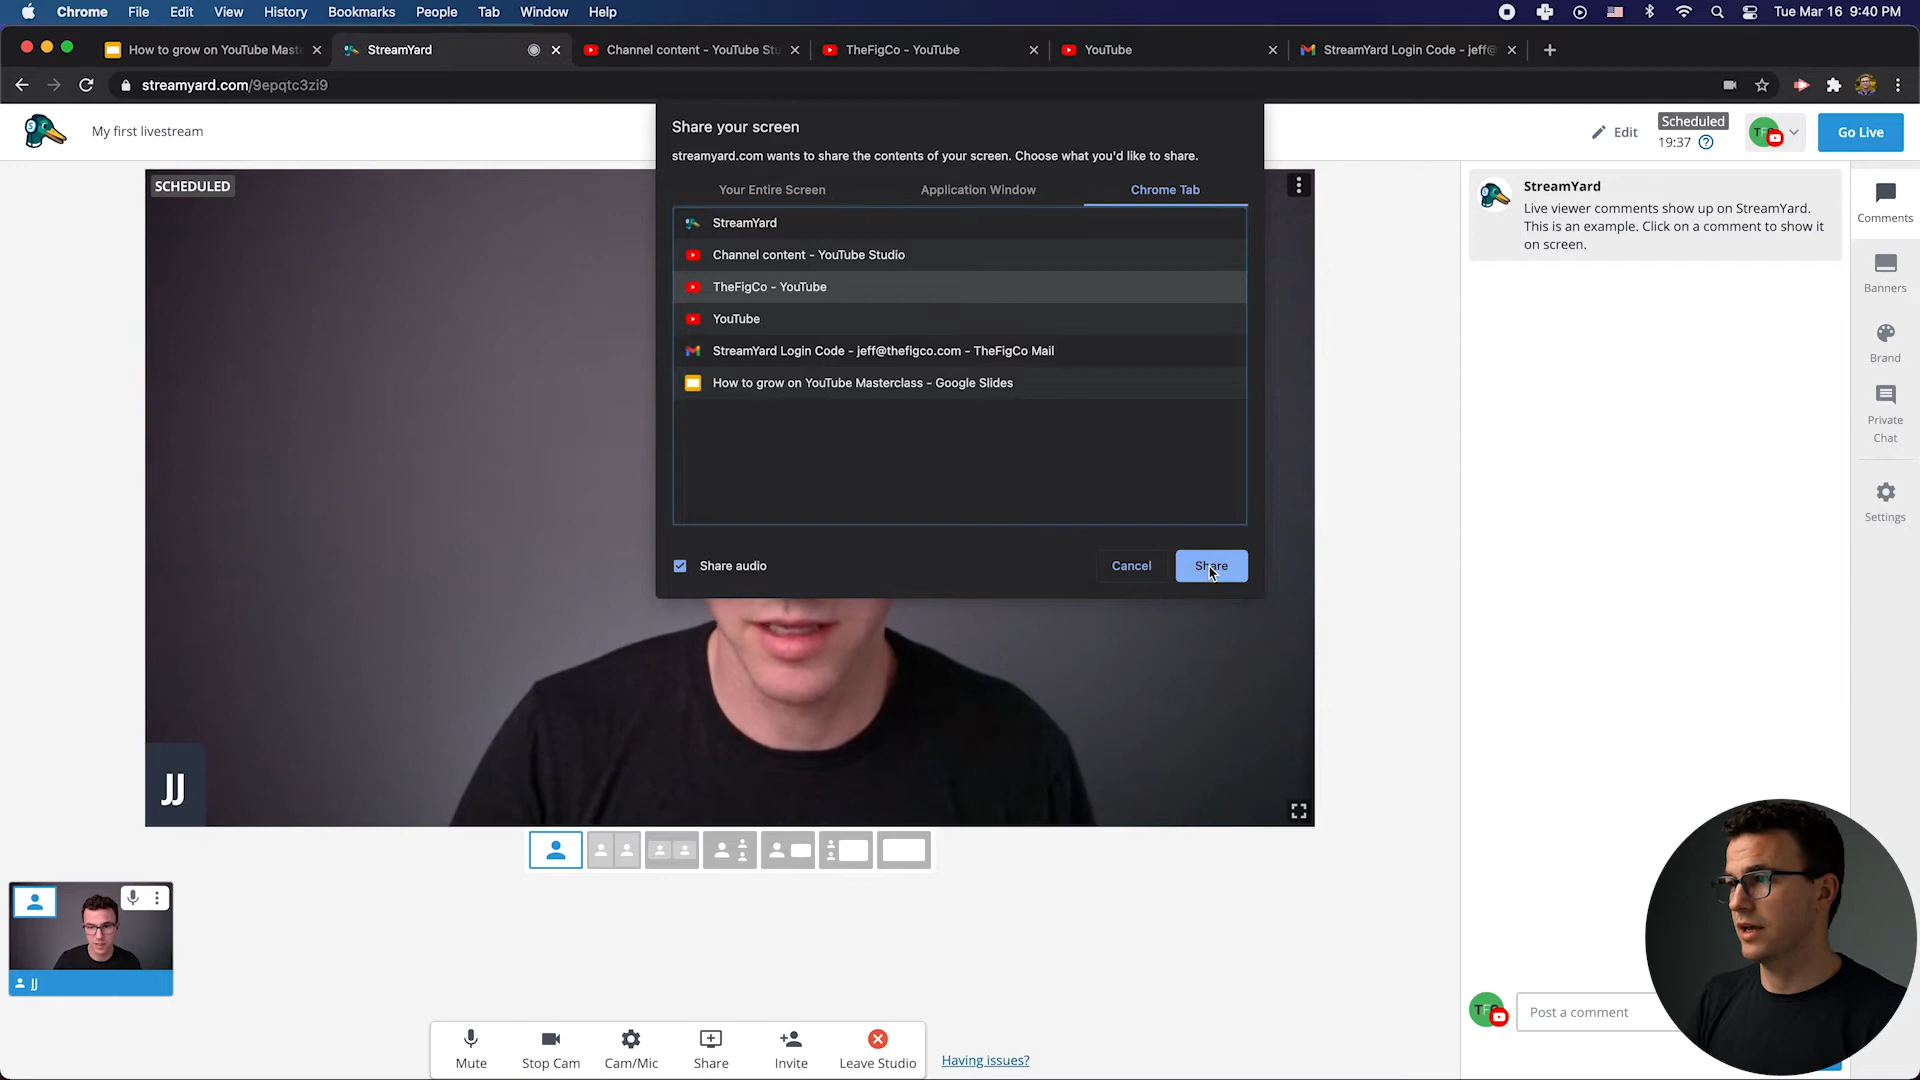 Chrome File Edit View History Bookmarks People Tab Window Help
Tue Mar 16 9:40 PM
How to grow on YouTube Mast
StreamYard
Channel content - YouTube Stu
TheFigCo - YouTube
YouTube
StreamYard Login Code - jeff@
streamyard.com/9epqtc3zi9
My first livestream
Edit
Scheduled
19:37
Go Live
SCHEDULED
Share your screen
streamyard.com wants to share the contents of your screen. Choose what you'd like to share.
Your Entire Screen
Application Window
Chrome Tab
StreamYard
Channel content - YouTube Studio
TheFigCo - YouTube
YouTube
StreamYard Login Code - jeff@thefigco.com - TheFigCo Mail
How to grow on YouTube Masterclass - Google Slides
Share audio
Cancel
Share
StreamYard
Live viewer comments show up on StreamYard.
This is an example. Click on a comment to show it
on screen.
Comments
Banners
Brand
Private
Chat
Settings
JJ
JJ
Post a comment
Mute
Stop Cam
Cam/Mic
Share
Invite
Leave Studio
Having issues?